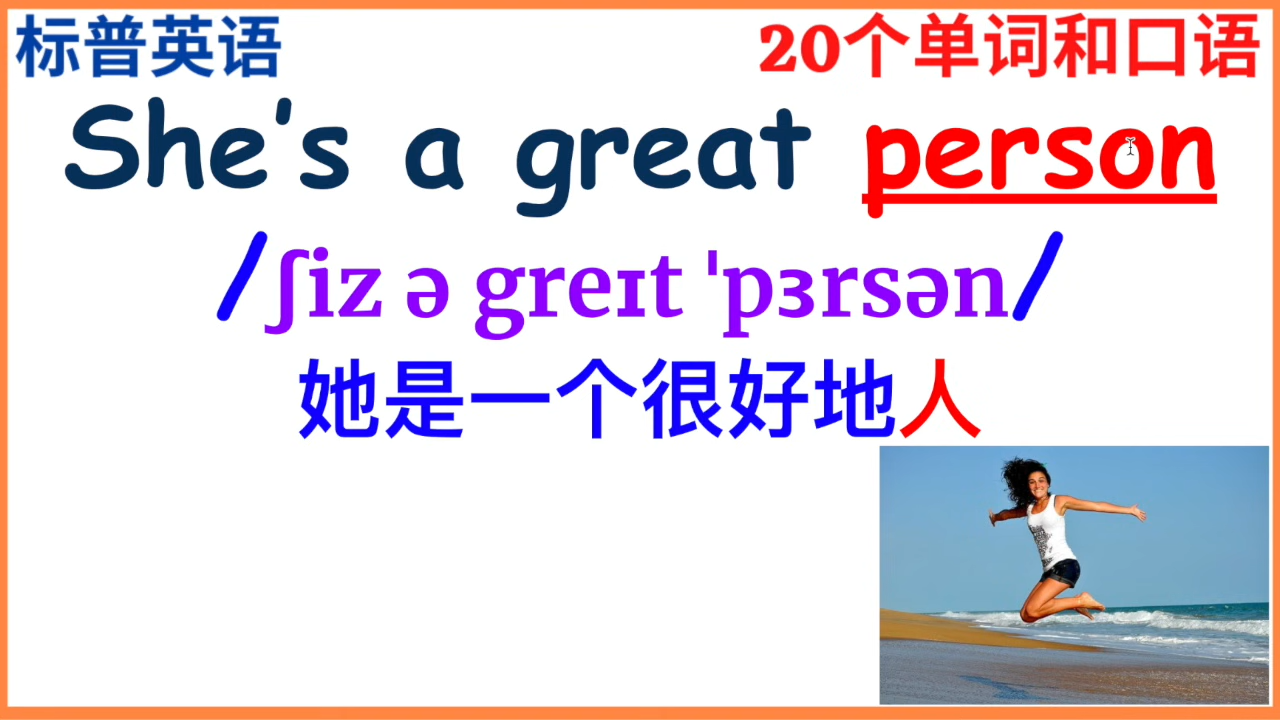 标普英语
20个单词和口语
She's a great person
/ʃiz ə greɪt ˈpɜrsən/
她是一个很好地人